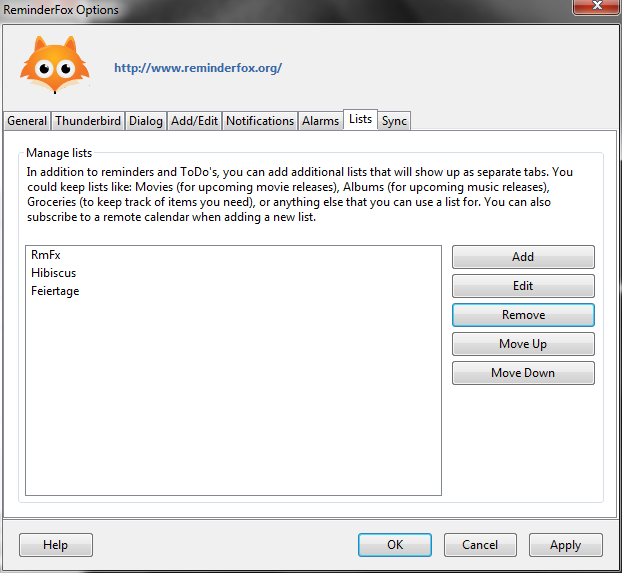 ReminderFox Options
http://www.reminderfox.org/
General Thunderbird Dialog Add/Edit Notifications Alarms Lists Sync
Manage lists
In addition to reminders and ToDo's, you can add additional lists that will show up as separate tabs. You
could keep lists like: Movies (for upcoming movie releases), Albums (for upcoming music releases),
Groceries (to keep track of items you need), or anything else that you can use a list for. You can also
subscribe to a remote calendar when adding a new list.
RmFx
Hibiscus
Feiertage
Add
Edit
Remove
Move Up
Move Down
Help OK Cancel Apply